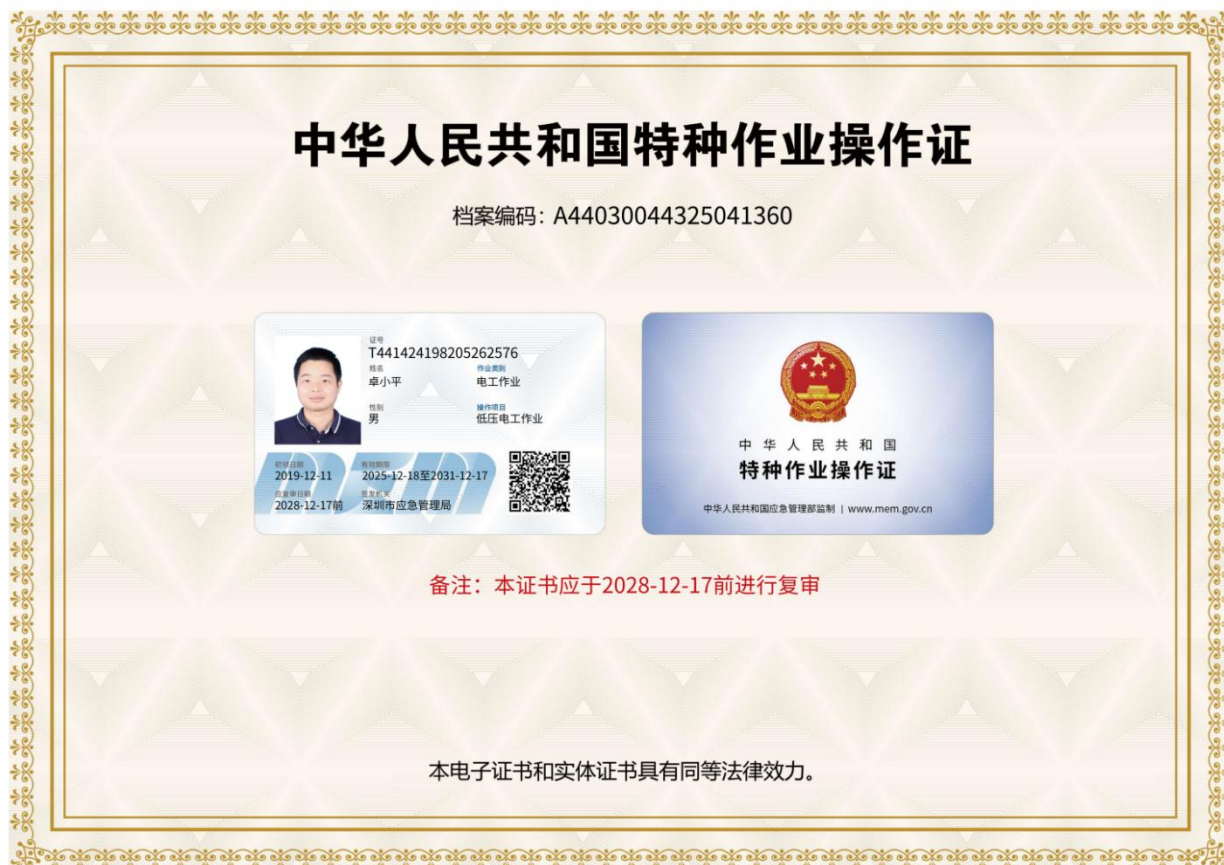 中华人民共和国特种作业操作证
档案编码：A44030044325041360
证号
T441424198205262576
姓名 作业类别
卓小平 电工作业
性别 操作项目
男 低压电工作业
初领日期 有效期限
2019-12-11 2025-12-18至2031-12-17
应复审日期 签发机关
2028-12-17前 深圳市应急管理局
中华人民共和国
特种作业操作证
中华人民共和国应急管理部监制 | www.mem.gov.cn
备注：本证书应于2028-12-17前进行复审
本电子证书和实体证书具有同等法律效力。